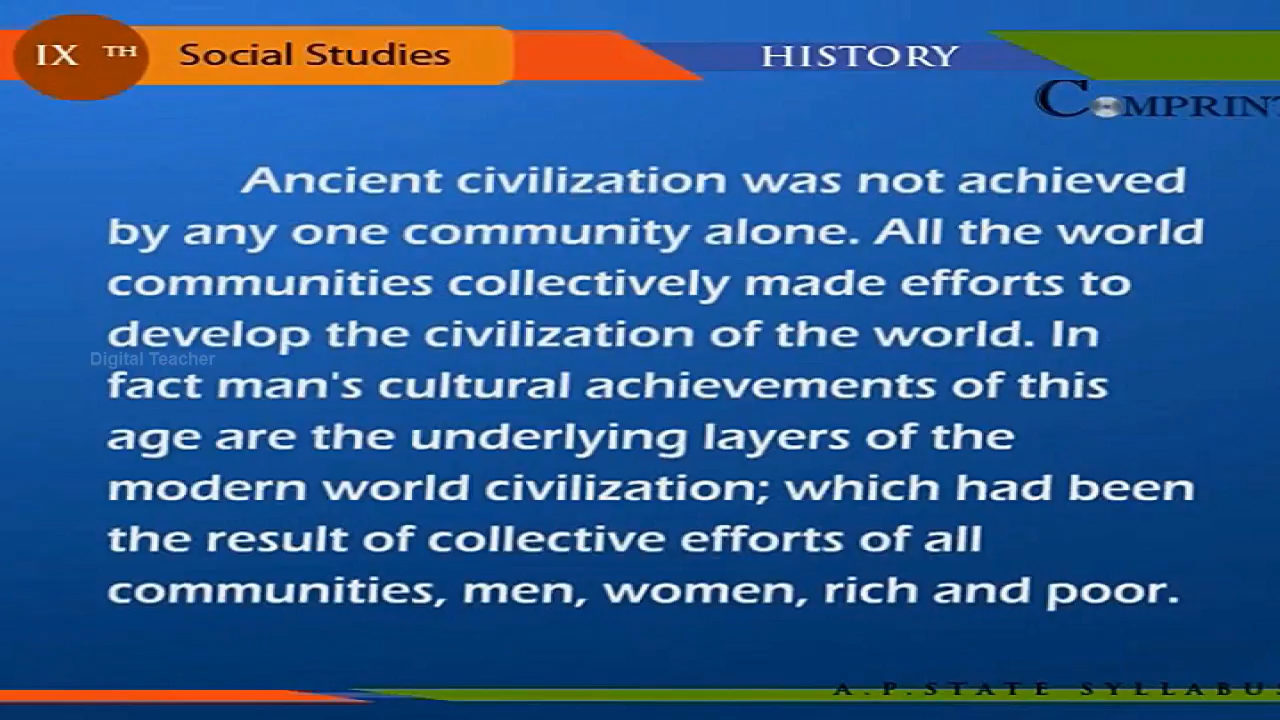 IX TH Social Studies HISTORY
COMPRINT
Ancient civilization was not achieved
by any one community alone. All the world
communities collectively made efforts to
develop the civilization of the world. In
Digital Teacher
fact man's cultural achievements of this
age are the underlying layers of the
modern world civilization; which had been
the result of collective efforts of all
communities, men, women, rich and poor.
A.P.STATE SYLLABUS